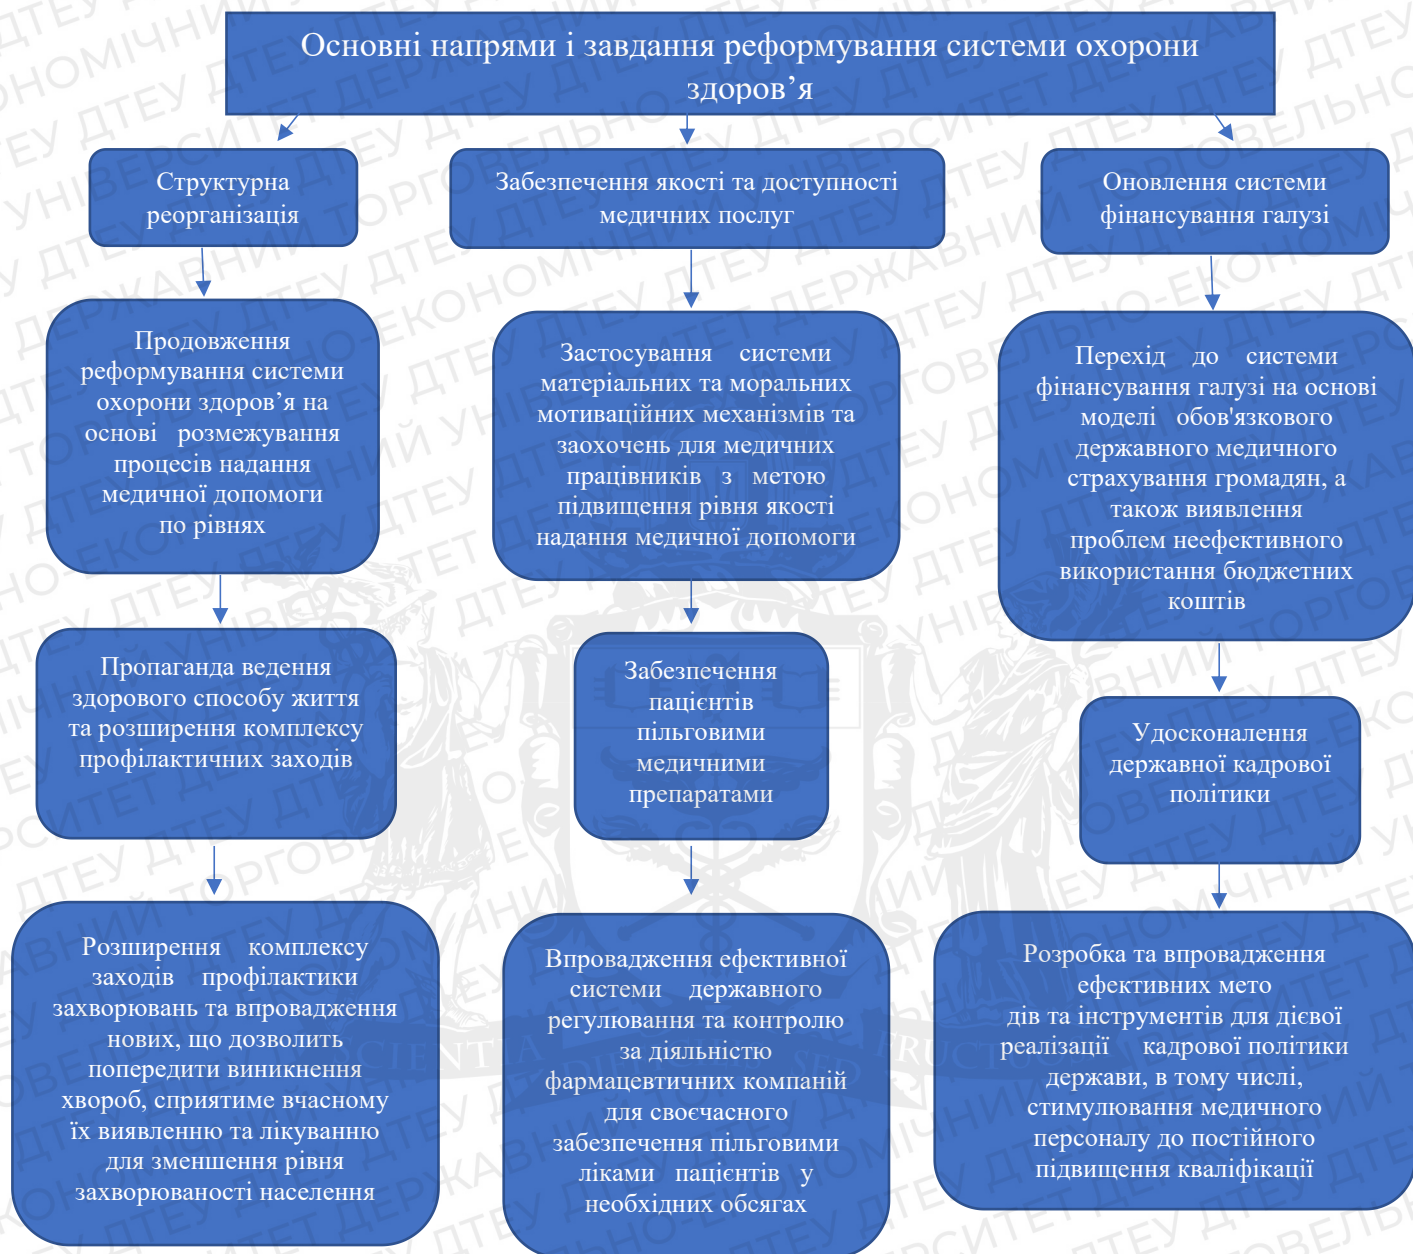 Основні напрями і завдання реформування системи охорони
здоров’я
Структурна
реорганізація
Забезпечення якості та доступності
медичних послуг
Оновлення системи
фінансування галузі
Продовження
реформування системи
охорони здоров’я на
основі розмежування
процесів надання
медичної допомоги
по рівнях
Застосування системи
матеріальних та моральних
мотиваційних механізмів та
заохочень для медичних
працівників з метою
підвищення рівня якості
надання медичної допомоги
Перехід до системи
фінансування галузі на основі
моделі обов'язкового
державного медичного
страхування громадян, а
також виявлення
проблем неефективного
використання бюджетних
коштів
Пропаганда ведення
здорового способу життя
та розширення комплексу
профілактичних заходів
Забезпечення
пацієнтів
пільговими
медичними
препаратами
Удосконалення
державної кадрової
політики
Розширення комплексу
заходів профілактики
захворювань та впровадження
нових, що дозволить
попередити виникнення
хвороб, сприятиме вчасному
їх виявленню та лікуванню
для зменшення рівня
захворюваності населення
Впровадження ефективної
системи державного
регулювання та контролю
за діяльністю
фармацевтичних компаній
для своєчасного
забезпечення пільговими
ліками пацієнтів у
необхідних обсягах
Розробка та впровадження
ефективних мето
дів та інструментів для дієвої
реалізації кадрової політики
держави, в тому числі,
стимулювання медичного
персоналу до постійного
підвищення кваліфікації